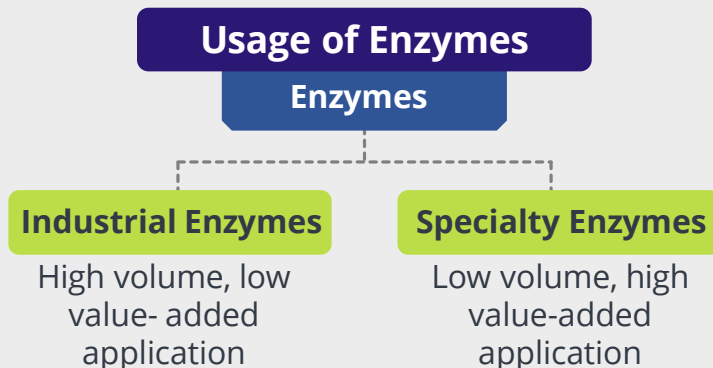 Usage of Enzymes
Enzymes
Industrial Enzymes
High volume, low
value- added
application
Specialty Enzymes
Low volume, high
value-added
application